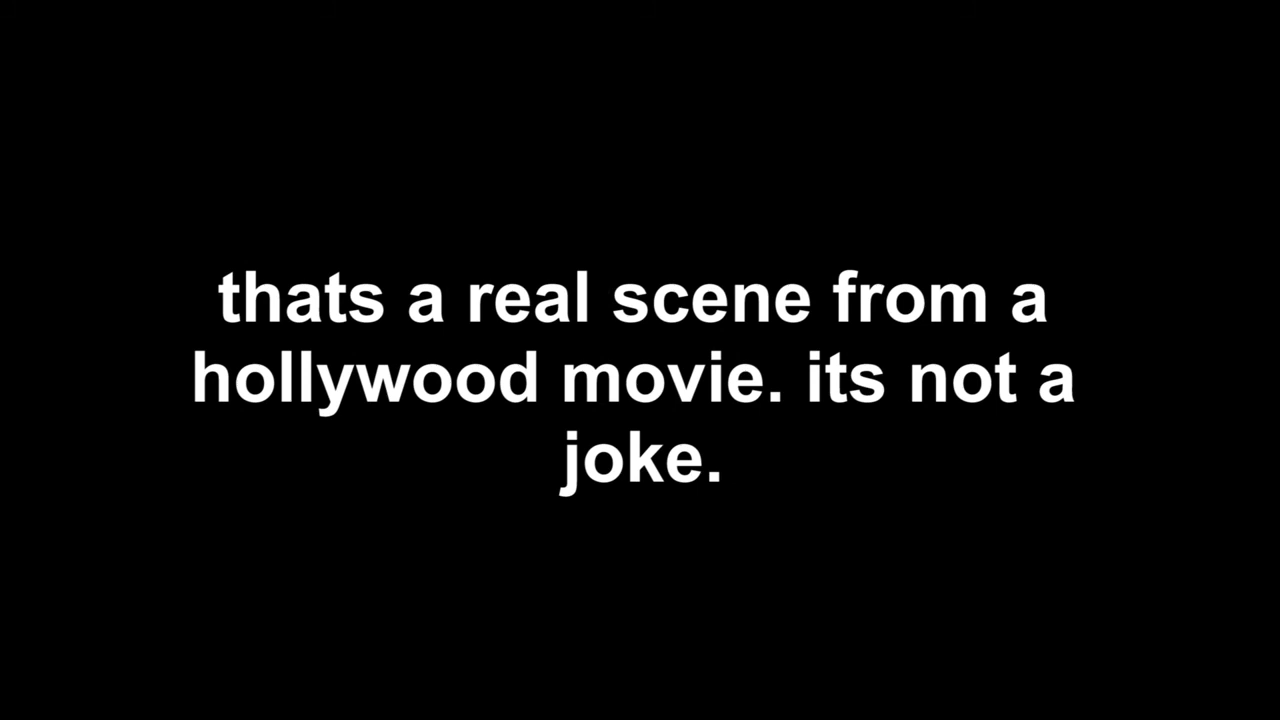 thats a real scene from a
hollywood movie. its not a
joke.